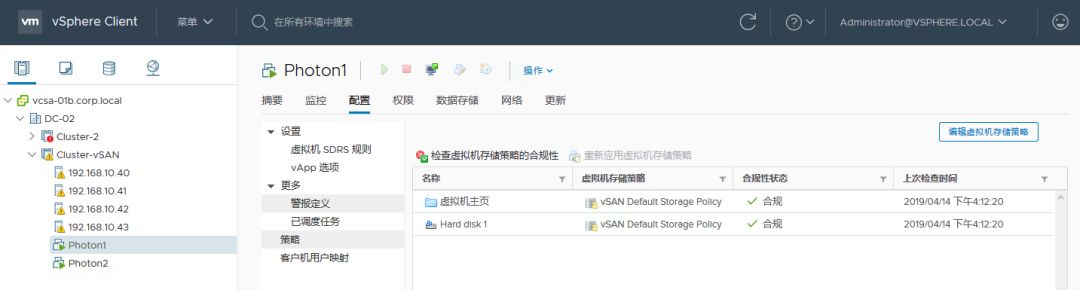 vm vSphere Client 菜单 在所有环境中搜索 Administrator@VSPHERE.LOCAL
vcsa-01b.corp.local
DC-02
Cluster-2
Cluster-vSAN
192.168.10.40
192.168.10.41
192.168.10.42
192.168.10.43
Photon1
Photon2
Photon1 操作
摘要 监控 配置 权限 数据存储 网络 更新
设置
虚拟机 SDRS 规则
vApp 选项
更多
警报定义
已调度任务
策略
客户机用户映射
编辑虚拟机存储策略
检查虚拟机存储策略的合规性 重新应用虚拟机存储策略
名称 虚拟机存储策略 合规性状态 上次检查时间
虚拟机主页 vSAN Default Storage Policy 合规 2019/04/14 下午4:12:20
Hard disk 1 vSAN Default Storage Policy 合规 2019/04/14 下午4:12:20